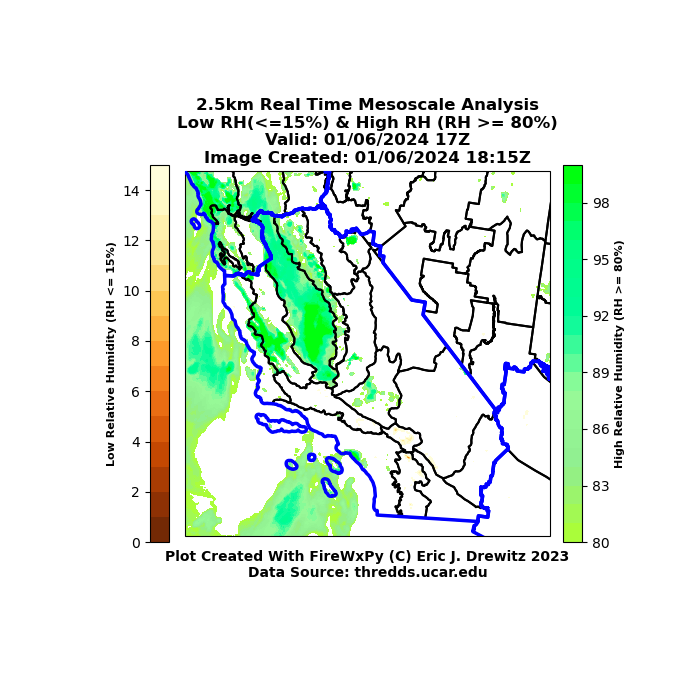 2.5km Real Time Mesoscale Analysis
Low RH(<=15%) & High RH (RH >= 80%)
Valid: 01/06/2024 17Z
Image Created: 01/06/2024 18:15Z
Low Relative Humidity (RH <= 15%)
14
12
10
8
6
4
2
0
98
95
92
89
86
83
80
High Relative Humidity (RH >= 80%)
Plot Created With FireWxPy (C) Eric J. Drewitz 2023
Data Source: thredds.ucar.edu